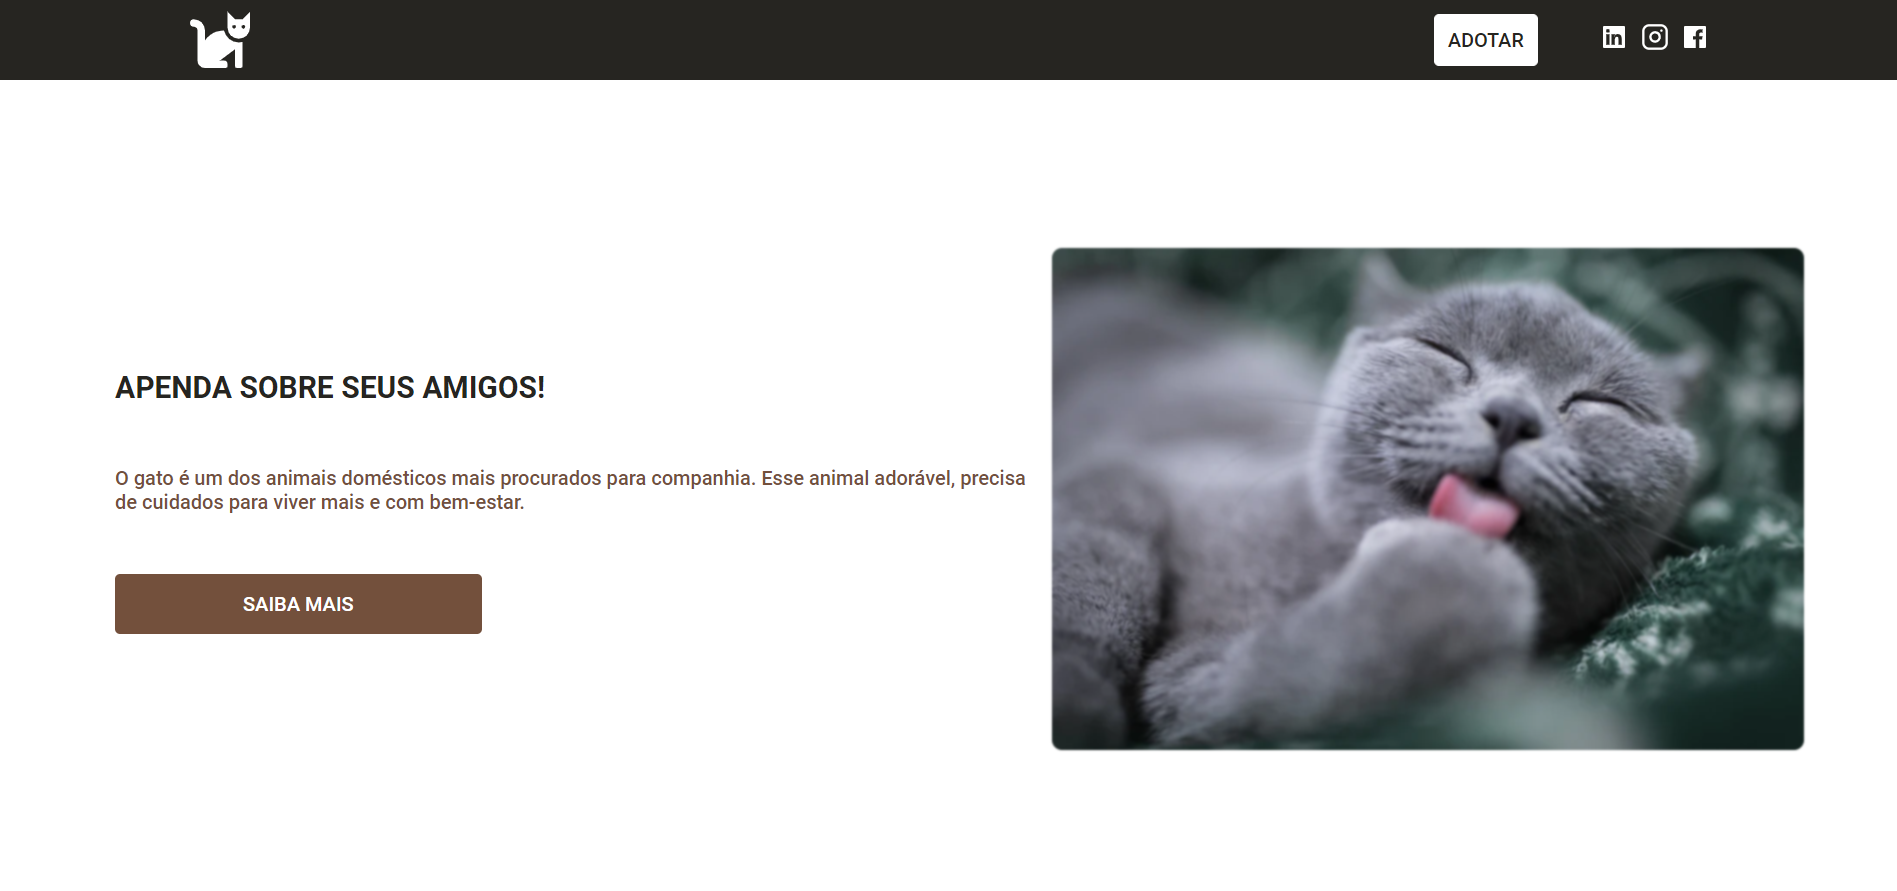 ADOTAR
APENDA SOBRE SEUS AMIGOS!
O gato é um dos animais domésticos mais procurados para companhia. Esse animal adorável, precisa
de cuidados para viver mais e com bem-estar.
SAIBA MAIS